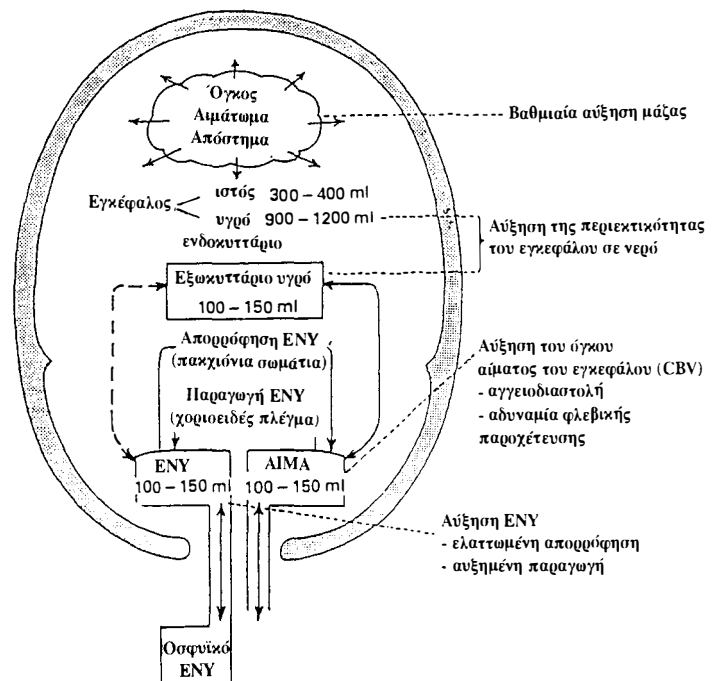 Όγκος
Αιμάτωμα
Απόστημα
Βαθμιαία αύξηση μάζας
Εγκέφαλος
ιστός 300 – 400 ml
υγρό 900 – 1200 ml
ενδοκυττάριο
Αύξηση της περιεκτικότητας
του εγκεφάλου σε νερό
Εξωκυττάριο υγρό
100 – 150 ml
Απορρόφηση ΕΝΥ
(πακχιόνια σωμάτια)
Παραγωγή ΕΝΥ
(χοριοειδές πλέγμα)
Αύξηση του όγκου
αίματος του εγκεφάλου (CBV)
- αγγειοδιαστολή
- αδυναμία φλεβικής
παροχέτευσης
ΕΝΥ
100 – 150 ml
ΑΙΜΑ
100 – 150 ml
Αύξηση ΕΝΥ
- ελαττωμένη απορρόφηση
- αυξημένη παραγωγή
Οσφυϊκό
ΕΝΥ